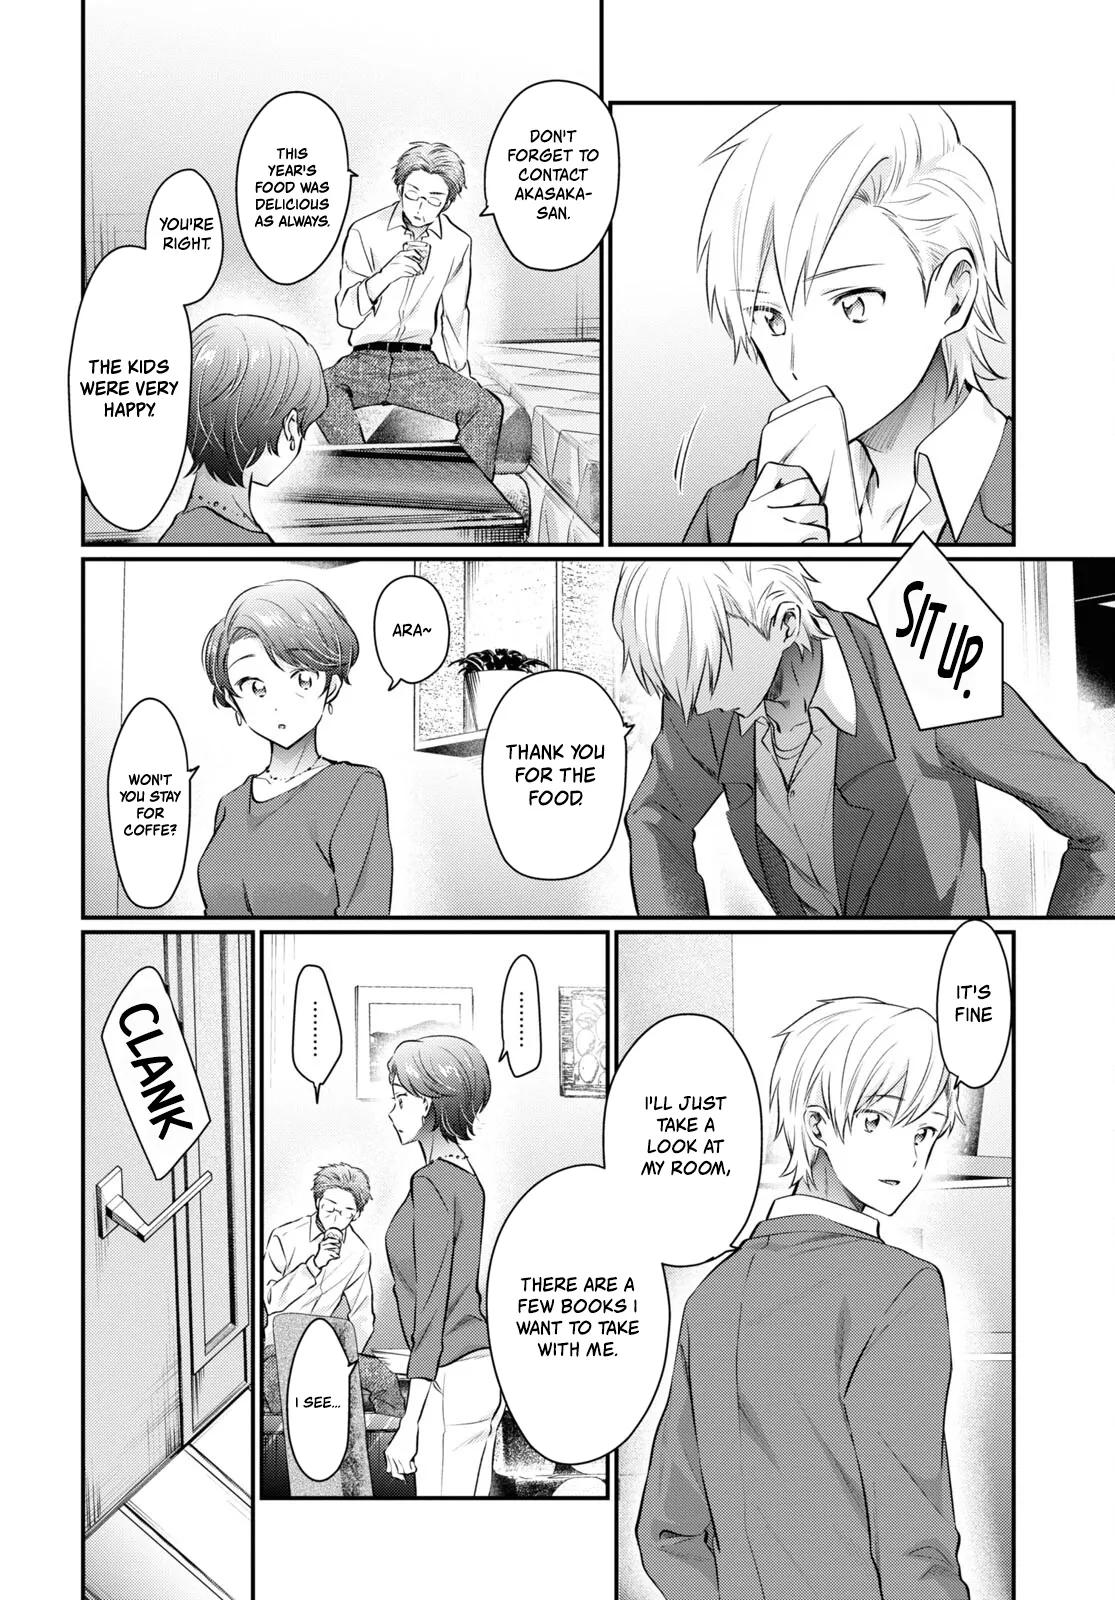 DON'T
FORGET TO
CONTACT
AKASAKA-
SAN.
THIS
YEAR'S
FOOD WAS
DELICIOUS
AS ALWAYS.
YOU'RE
RIGHT.
THE KIDS
WERE VERY
HAPPY.
SIT UP.
THANK YOU
FOR THE
FOOD.
ARA~
WON'T
YOU STAY
FOR
COFFE?
IT'S
FINE
I'LL JUST
TAKE A
LOOK AT
MY ROOM,
THERE ARE A
FEW BOOKS I
WANT TO TAKE
WITH ME.
........
........
I SEE...
CLANK